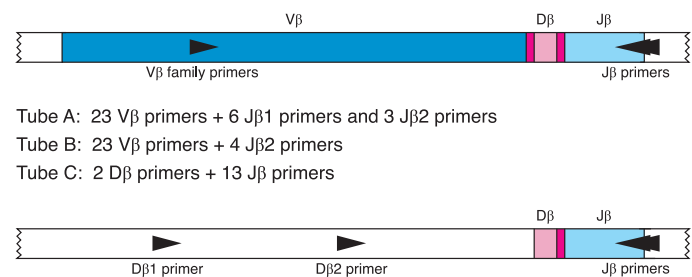 Vβ Dβ Jβ
Vβ family primers Jβ primers
Tube A: 23 Vβ primers + 6 Jβ1 primers and 3 Jβ2 primers
Tube B: 23 Vβ primers + 4 Jβ2 primers
Tube C: 2 Dβ primers + 13 Jβ primers
Dβ Jβ
Dβ1 primer Dβ2 primer Jβ primers